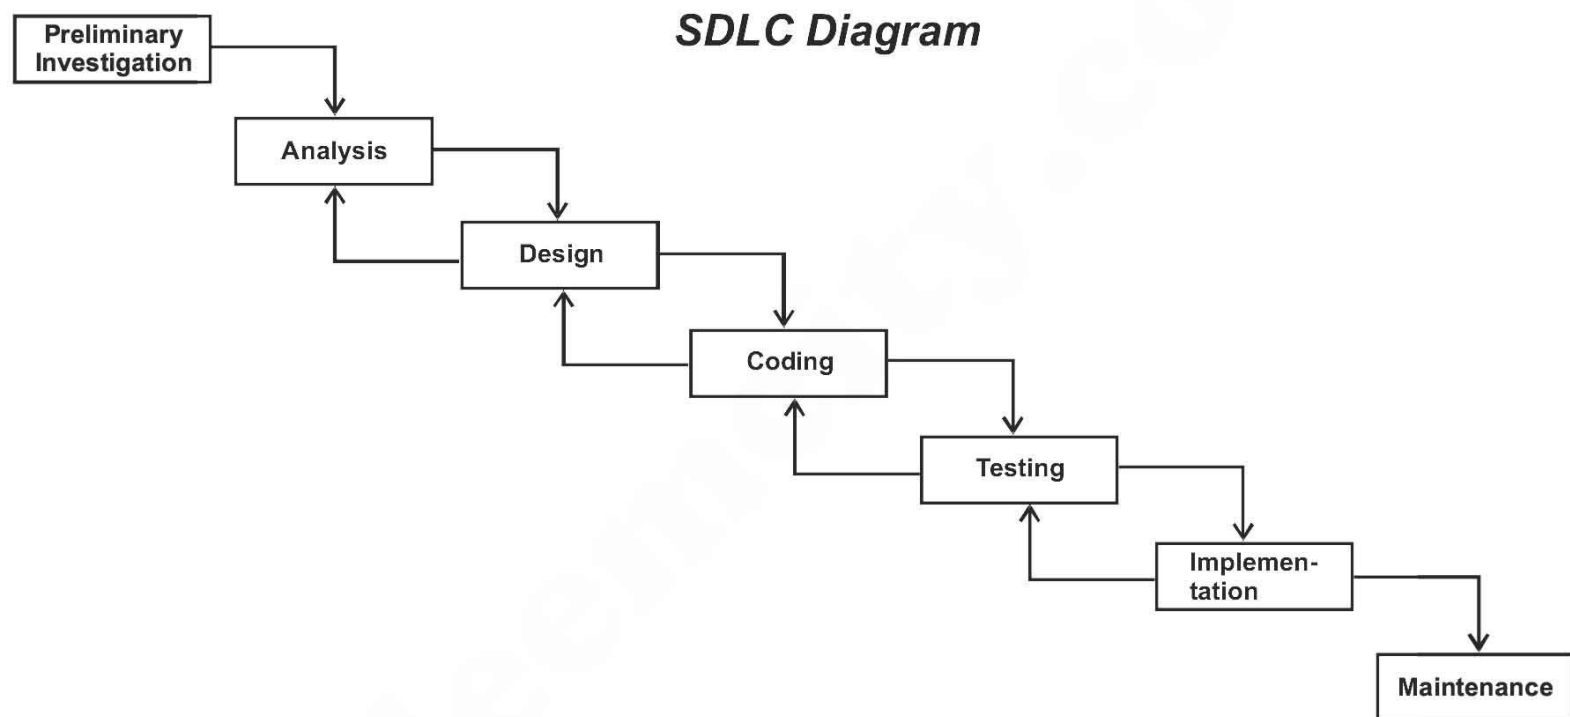 SDLC Diagram
Preliminary
Investigation
Analysis
Design
Coding
Testing
Implemen-
tation
Maintenance